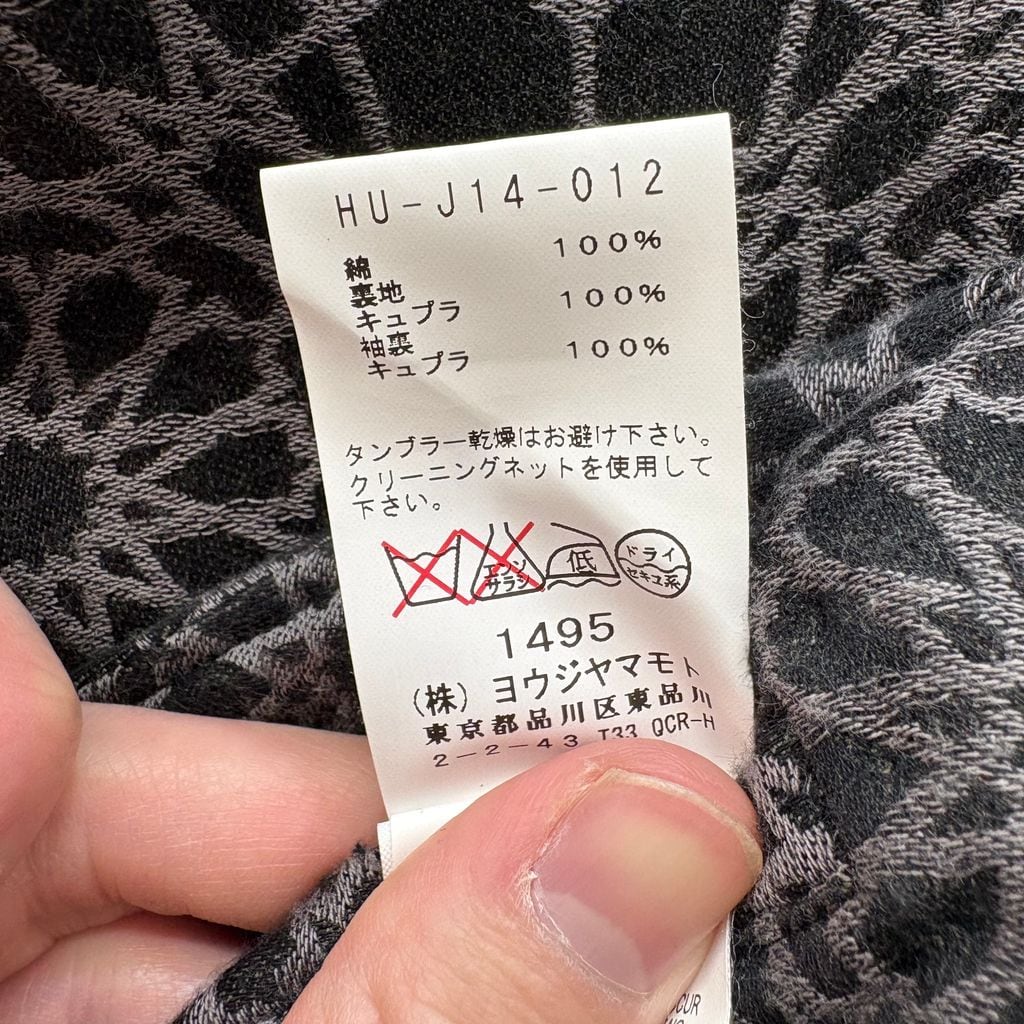 HU-J14-012
綿 100%
裏地
キュプラ 100%
袖裏
キュプラ 100%
タンブラー乾燥はお避け下さい。
クリーニングネットを使用して
下さい。
エンソ
サラシ
低
ドライ
セキユ系
1495
(株) ヨウジヤマモト
東京都品川区東品川
2-2-43 T33 QCR-H